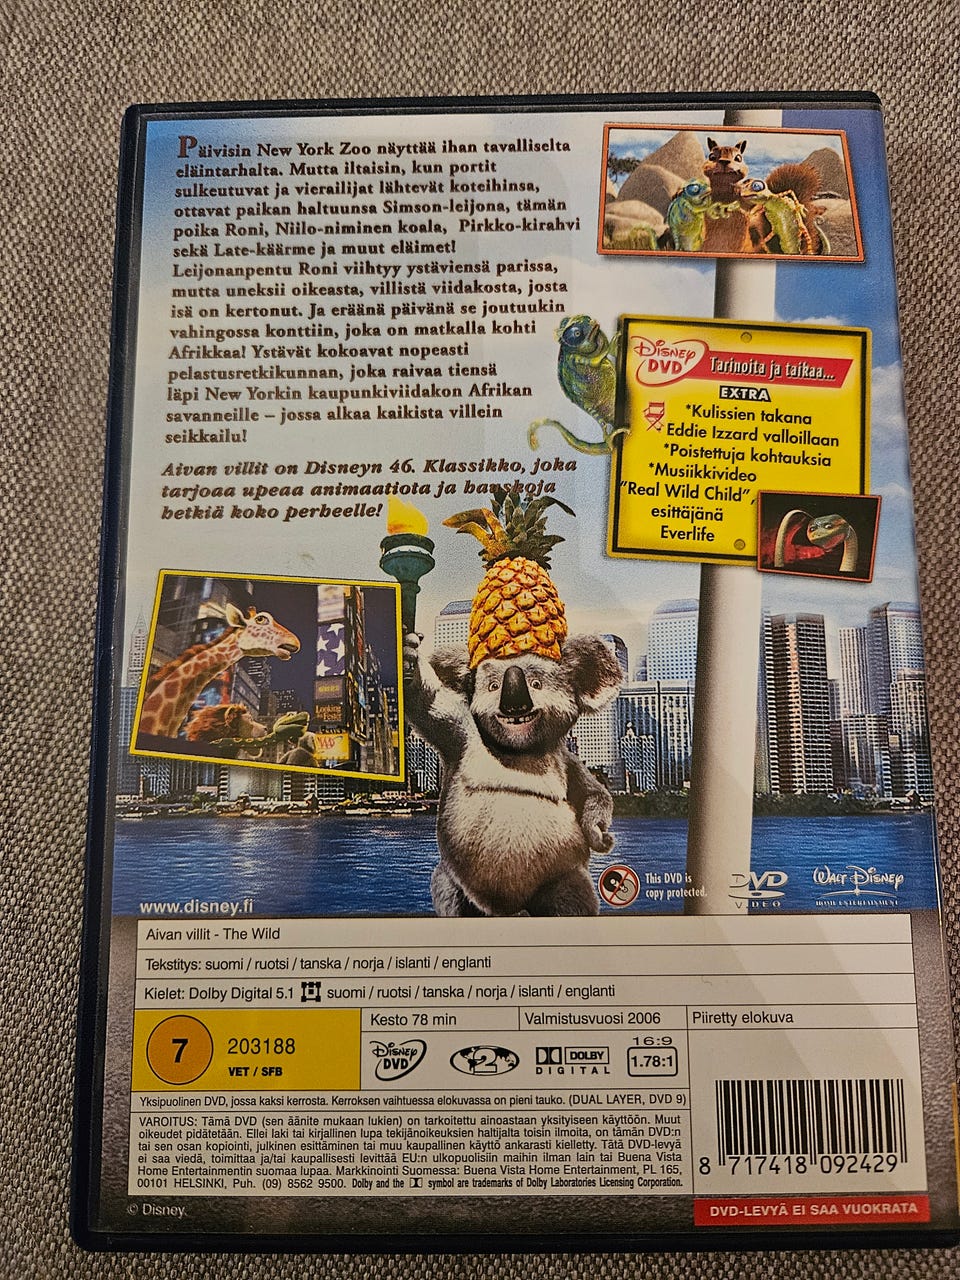 Päivisin New York Zoo näyttää ihan tavalliselta
eläintarhalta. Mutta iltaisin, kun portit
sulkeutuvat ja vierailijat lähtevät koteihinsa,
ottavat paikan haltuunsa Simson-leijona, tämän
poika Roni, Niilo-niminen koala, Pirkko-kirahvi
sekä Late-käärme ja muut eläimet!
Leijonanpentu Roni viihtyy ystäviensä parissa,
mutta uneksii oikeasta, villistä viidakosta, josta
isä on kertonut. Ja eräänä päivänä se joutuukin
vahingossa konttiin, joka on matkalla kohti
Afrikkaa! Ystävät kokoavat nopeasti
pelastusretkikunnan, joka raivaa tiensä
läpi New Yorkin kaupunkiviidakon Afrikan
savanneille – jossa alkaa kaikista villein
seikkailu!
Aivan villit on Disneyn 46. Klassikko, joka
tarjoaa upeaa animaatiota ja hauskoja
hetkiä koko perheelle!
Disney
DVD
Tarinoita ja taikaa...
EXTRA
*Kulissien takana
*Eddie Izzard valloillaan
*Poistettuja kohtauksia
*Musiikkivideo
"Real Wild Child",
esittäjänä
Everlife
Looking
www.disney.fi
This DVD is
copy protected.
DVD
VIDEO
Walt Disney
HOME ENTERTAINMENT
Aivan villit - The Wild
Tekstitys: suomi / ruotsi / tanska / norja / islanti / englanti
Kielet: Dolby Digital 5.1 suomi / ruotsi / tanska / norja / islanti / englanti
7
203188
VET / SFB
Kesto 78 min
Valmistusvuosi 2006
Piiretty elokuva
Disney
DVD
2
DOLBY
DIGITAL
16:9
1.78:1
Yksipuolinen DVD, jossa kaksi kerrosta. Kerroksen vaihtuessa elokuvassa on pieni tauko. (DUAL LAYER, DVD 9)
VAROITUS: Tämä DVD (sen äänite mukaan lukien) on tarkoitettu ainoastaan yksityiseen käyttöön. Muut
oikeudet pidätetään. Ellei laki tai kirjallinen lupa tekijänoikeuksien haltijalta toisin ilmoita, on tämän DVD:n
tai sen osan kopiointi, julkinen esittäminen tai muu kaupallinen käyttö ankarasti kielletty. Tätä DVD-levyä
ei saa viedä, toimittaa ja/tai kaupallisesti levittää EU:n ulkopuolisiin maihin ilman lain tai Buena Vista
Home Entertainmentin suomaa lupaa. Markkinointi Suomessa: Buena Vista Home Entertainment, PL 165,
00101 HELSINKI, Puh. (09) 8562 9500. Dolby and the DD symbol are trademarks of Dolby Laboratories Licensing Corporation.
8 717418 092429
© Disney.
DVD-LEVYÄ EI SAA VUOKRATA